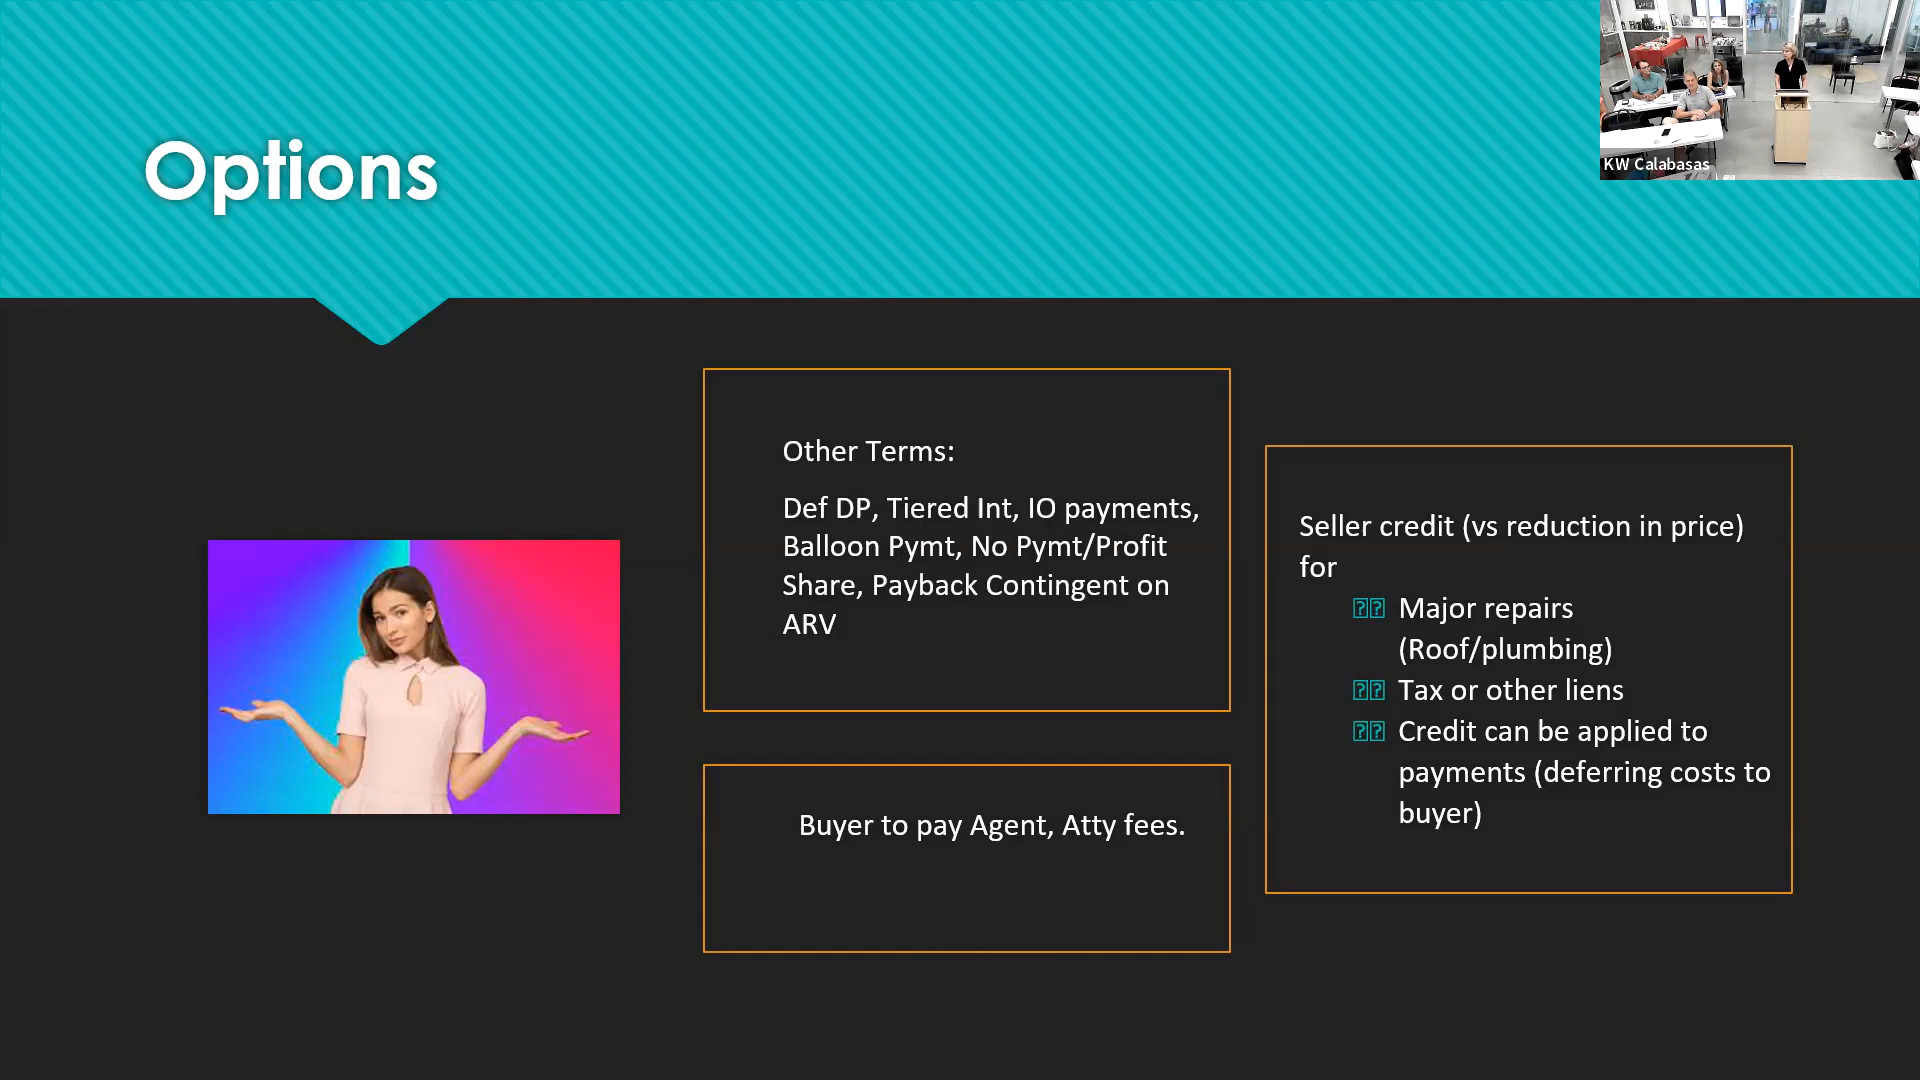 Options
KW Calabasas
Other Terms:
Def DP, Tiered Int, IO payments,
Balloon Pymt, No Pymt/Profit
Share, Payback Contingent on
ARV
Buyer to pay Agent, Atty fees.
Seller credit (vs reduction in price)
for
Major repairs
(Roof/plumbing)
Tax or other liens
Credit can be applied to
payments (deferring costs to
buyer)